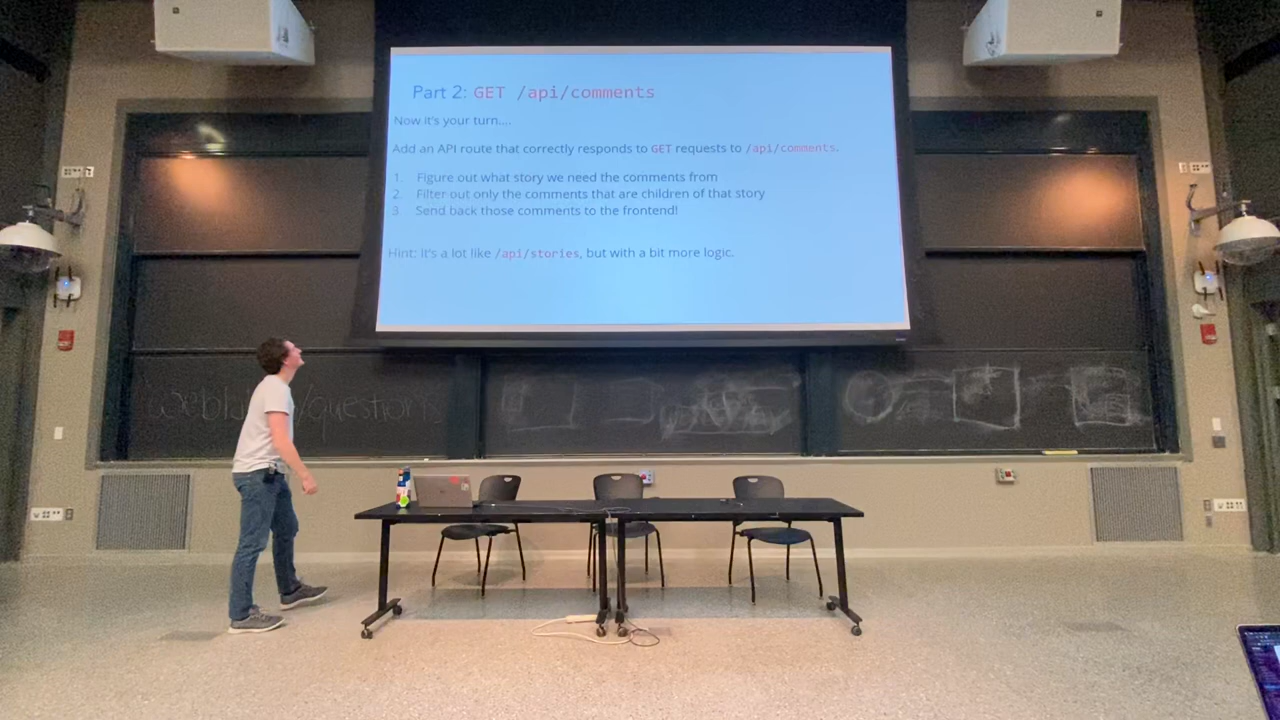 Part 2: GET /api/comments
Now it's your turn....
Add an API route that correctly responds to GET requests to /api/comments.
1. Figure out what story we need the comments from
2. Filter out only the comments that are children of that story
3. Send back those comments to the frontend!
Hint: it's a lot like /api/stories, but with a bit more logic.